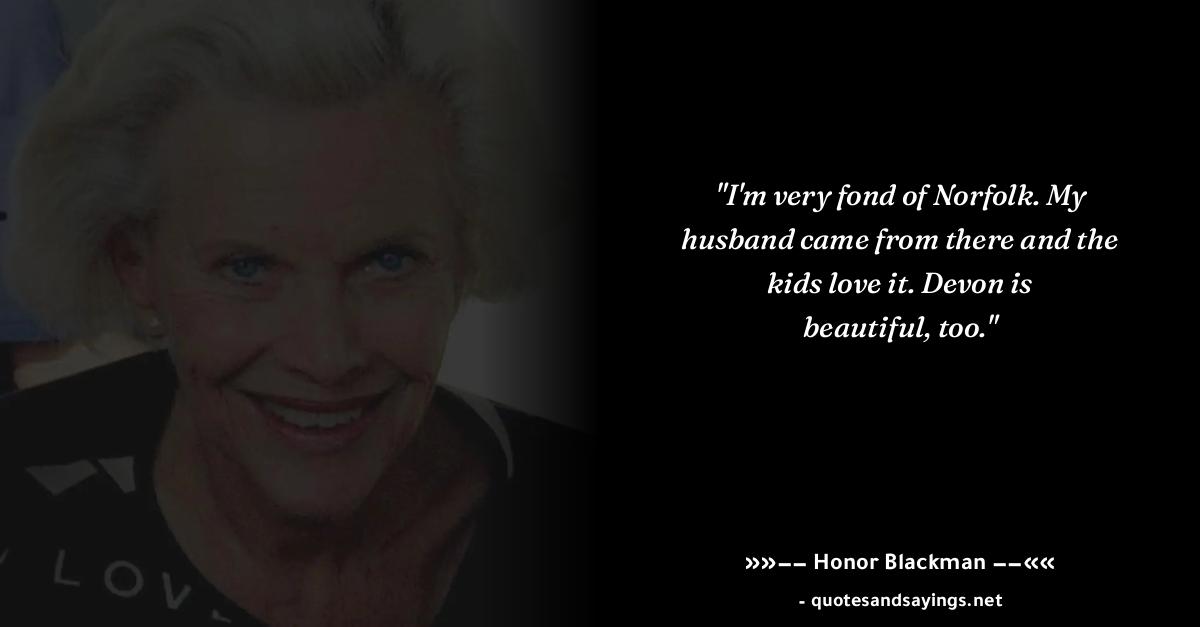 "I'm very fond of Norfolk. My
husband came from there and the
kids love it. Devon is
beautiful, too."
LOV
»»–– Honor Blackman ––««
- quotesandsayings.net